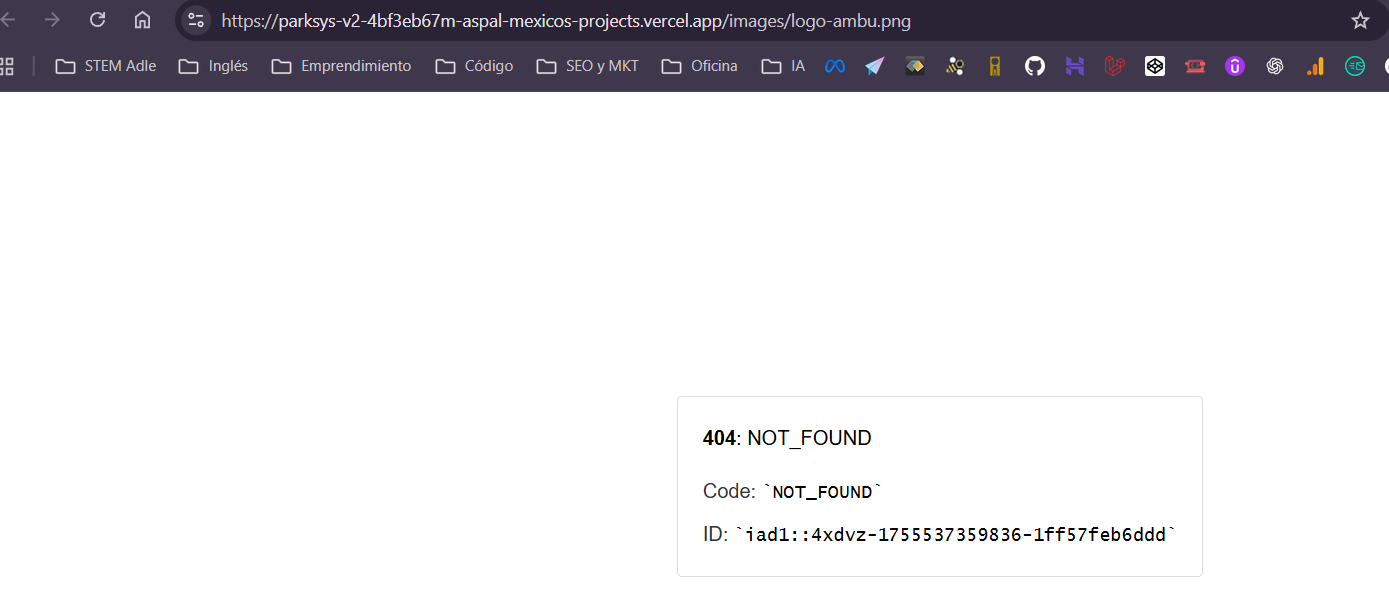 https://parksys-v2-4bf3eb67m-aspal-mexicos-projects.vercel.app/images/logo-ambu.png
STEM Adle Inglés Emprendimiento Código SEO y MKT Oficina IA
404: NOT_FOUND
Code: `NOT_FOUND`
ID: `iad1::4xdvz-1755537359836-1ff57feb6ddd`